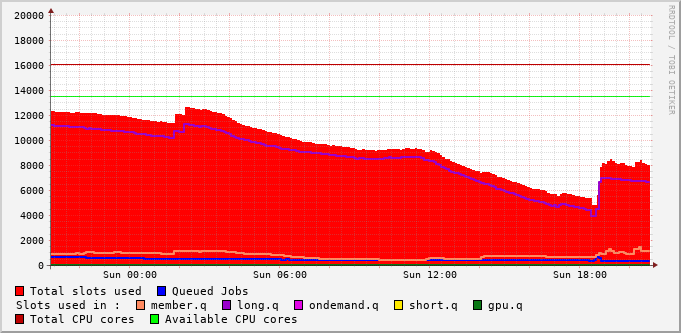 RRDTOOL / TOBI OETIKER
20000
18000
16000
14000
12000
10000
8000
6000
4000
2000
0
Sun 00:00 Sun 06:00 Sun 12:00 Sun 18:00
Total slots used Queued Jobs
Slots used in : member.q long.q ondemand.q short.q gpu.q
Total CPU cores Available CPU cores